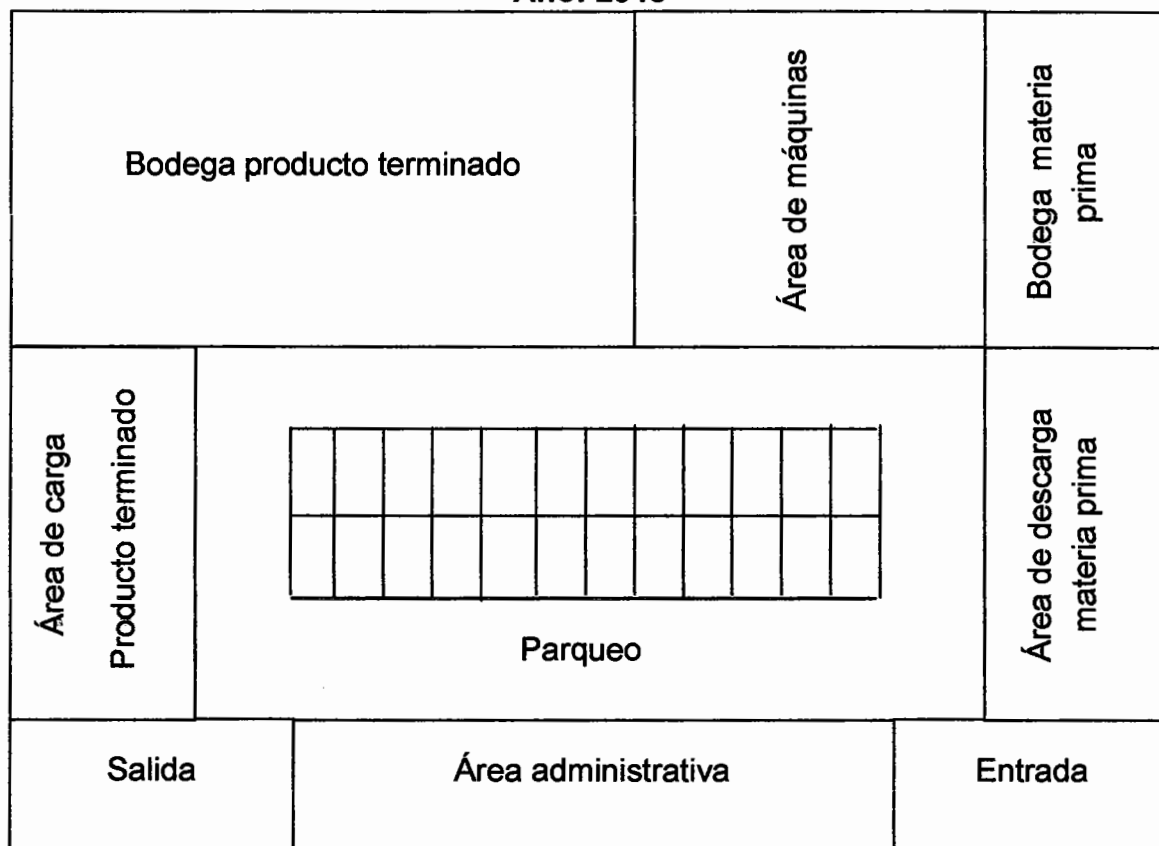 Bodega producto terminado
Área de máquinas
Bodega materia
prima
Área de carga
Producto terminado
Parqueo
Área de descarga
materia prima
Salida
Área administrativa
Entrada